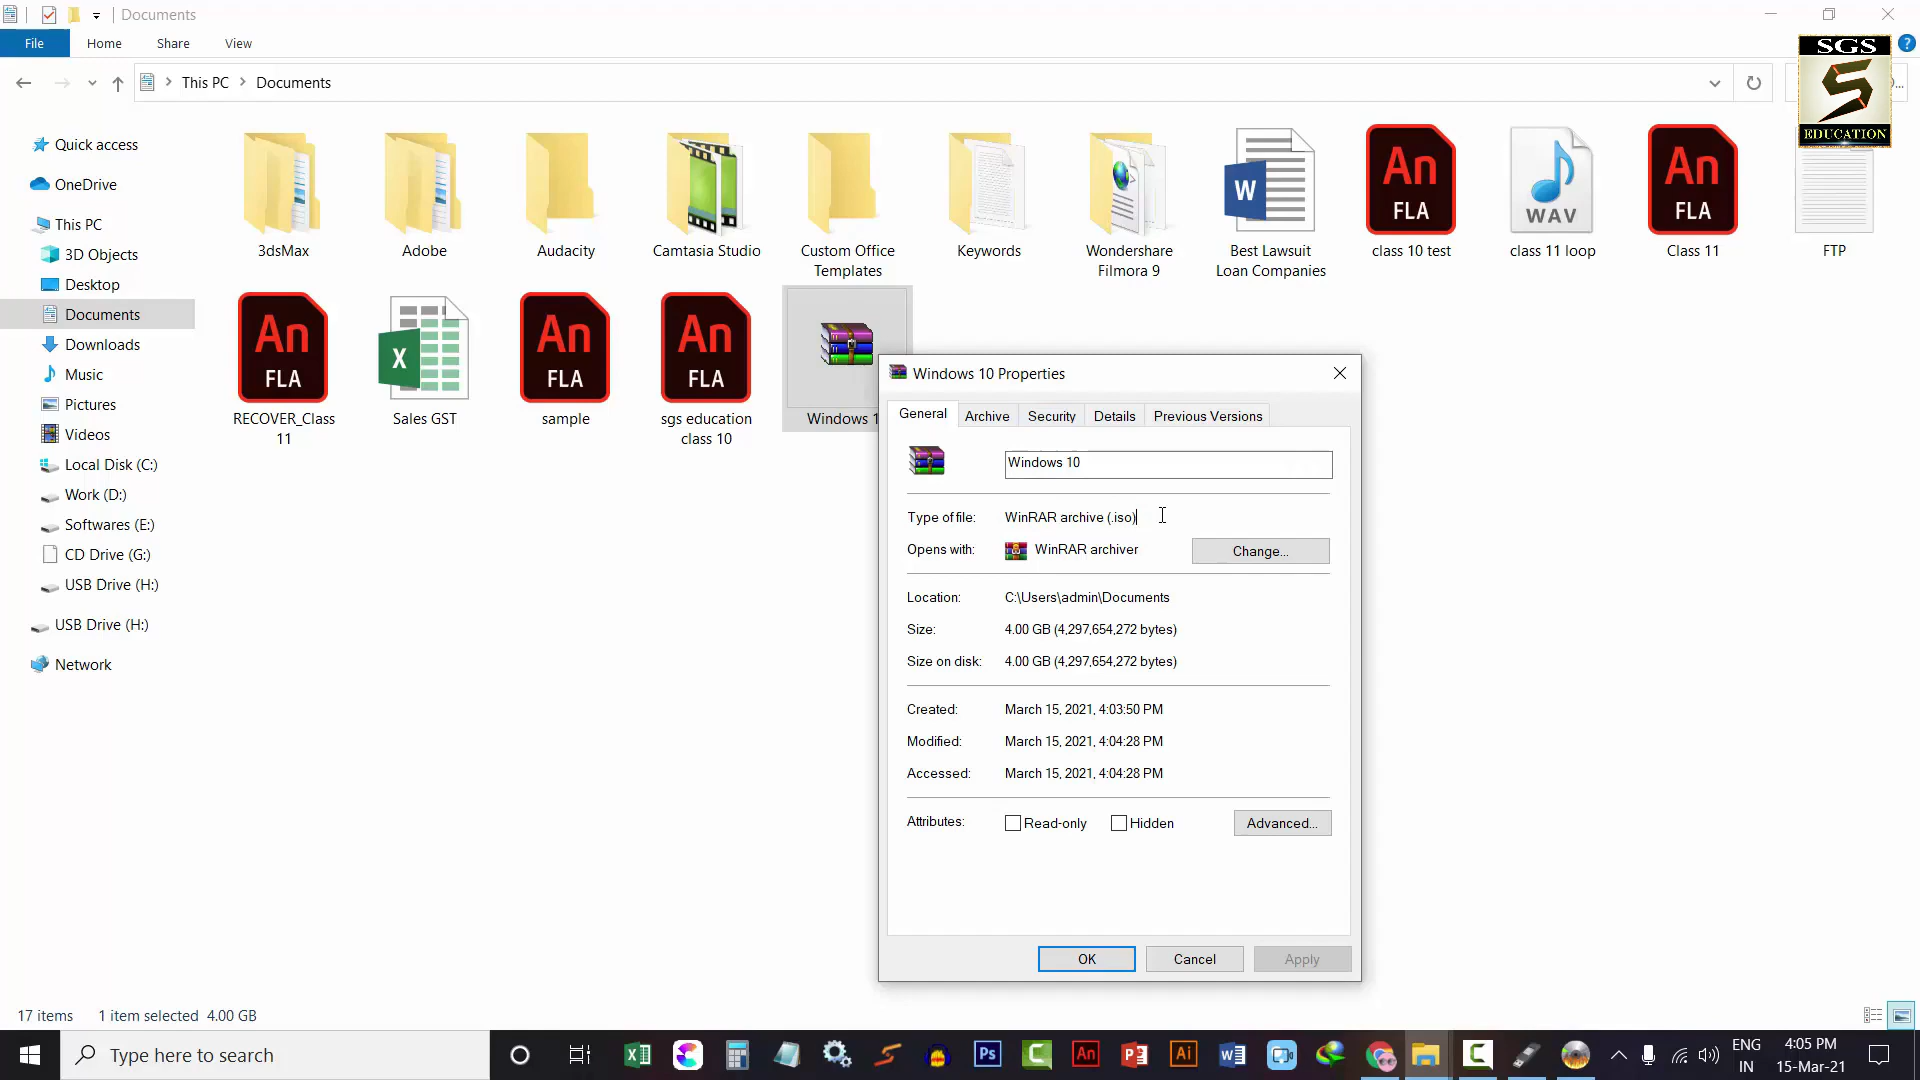 Documents
File
Home
Share
View
This PC
Documents
SGS
EDUCATION
Quick access
OneDrive
This PC
3D Objects
Desktop
Documents
Downloads
Music
Pictures
Videos
Local Disk (C:)
Work (D:)
Softwares (E:)
CD Drive (G:)
USB Drive (H:)
USB Drive (H:)
Network
3dsMax
Adobe
Audacity
Camtasia Studio
Custom Office
Templates
Keywords
Wondershare
Filmora 9
W
Best Lawsuit
Loan Companies
An
FLA
class 10 test
WAV
class 11 loop
An
FLA
Class 11
FTP
An
FLA
RECOVER_Class
11
X
Sales GST
An
FLA
sample
An
FLA
sgs education
class 10
Windows 1
Windows 10 Properties
General
Archive
Security
Details
Previous Versions
Windows 10
Type of file: WinRAR archive (.iso)
Opens with: WinRAR archiver
Change...
Location: C:\Users\admin\Documents
Size: 4.00 GB (4,297,654,272 bytes)
Size on disk: 4.00 GB (4,297,654,272 bytes)
Created: March 15, 2021, 4:03:50 PM
Modified: March 15, 2021, 4:04:28 PM
Accessed: March 15, 2021, 4:04:28 PM
Attributes: Read-only Hidden
Advanced...
OK
Cancel
Apply
17 items 1 item selected 4.00 GB
Type here to search
Ps
An
Ai
ENG
IN
4:05 PM
15-Mar-21